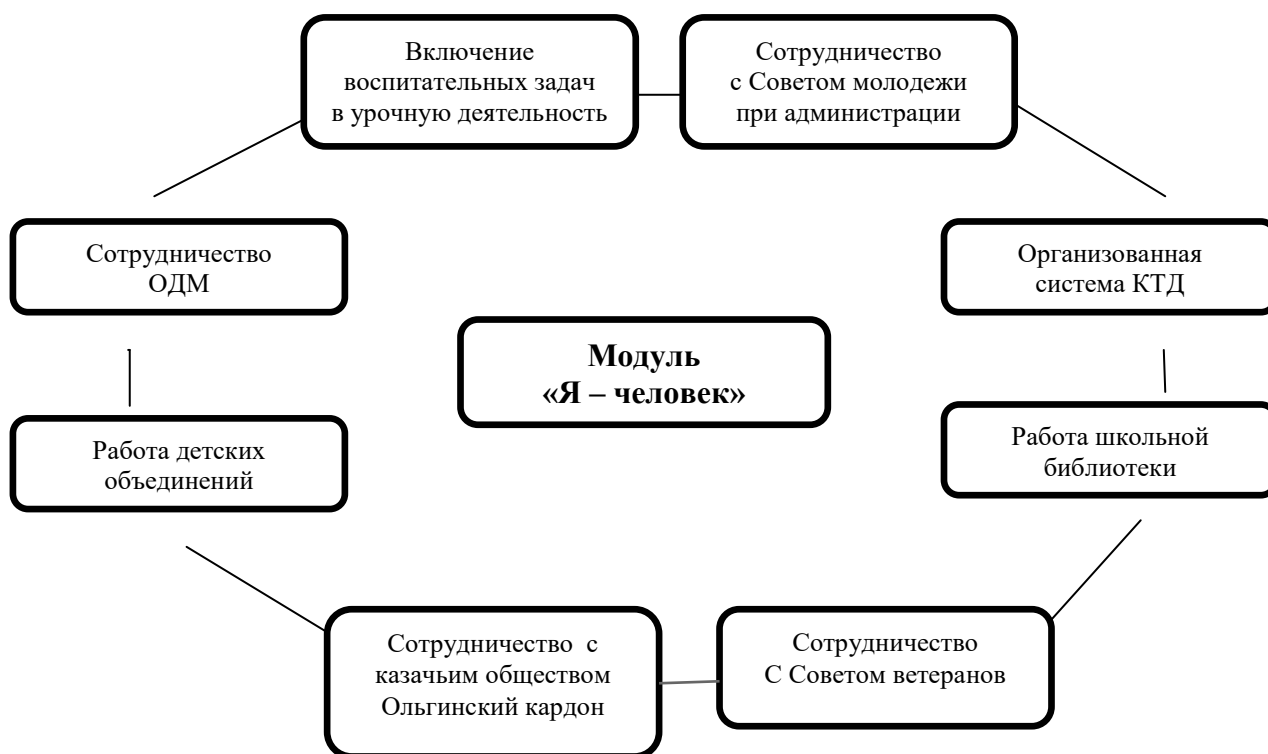 Включение
воспитательных задач
в урочную деятельность
Сотрудничество
с Советом молодежи
при администрации
Сотрудничество
ОДМ
Организованная
система КТД
Модуль
«Я – человек»
Работа детских
объединений
Работа школьной
библиотеки
Сотрудничество с
казачьим обществом
Ольгинский кардон
Сотрудничество
С Советом ветеранов